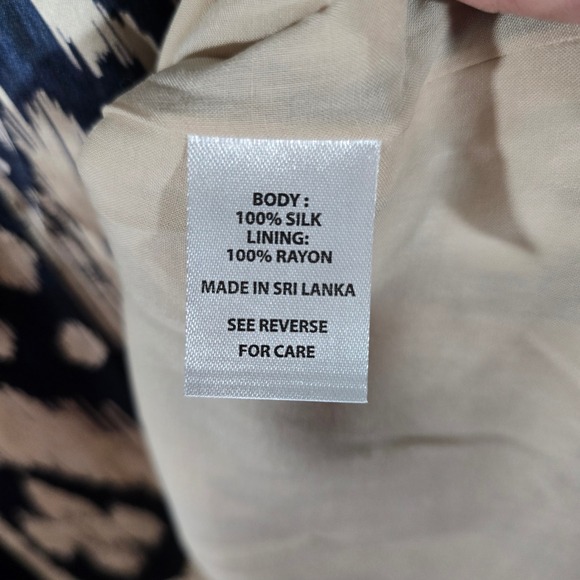 BODY :
100% SILK
LINING:
100% RAYON
MADE IN SRI LANKA
SEE REVERSE
FOR CARE